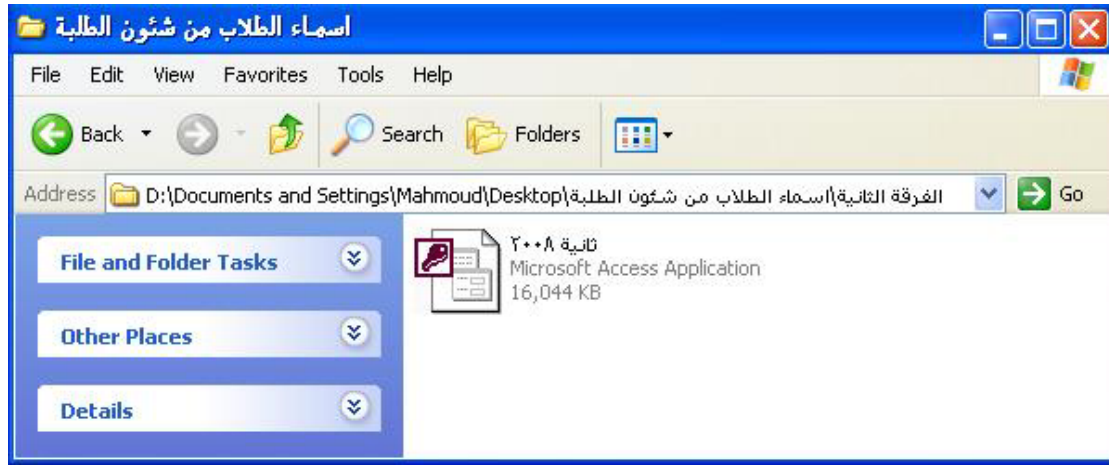 اسماء الطلاب من شئون الطلبة
File Edit View Favorites Tools Help
Back Search Folders
Address D:\Documents and Settings\Mahmoud\Desktop\الفرقة الثانية\اسماء الطلاب من شئون الطلبة Go
File and Folder Tasks
Other Places
Details
ثانية ٢٠٠٨
Microsoft Access Application
16,044 KB